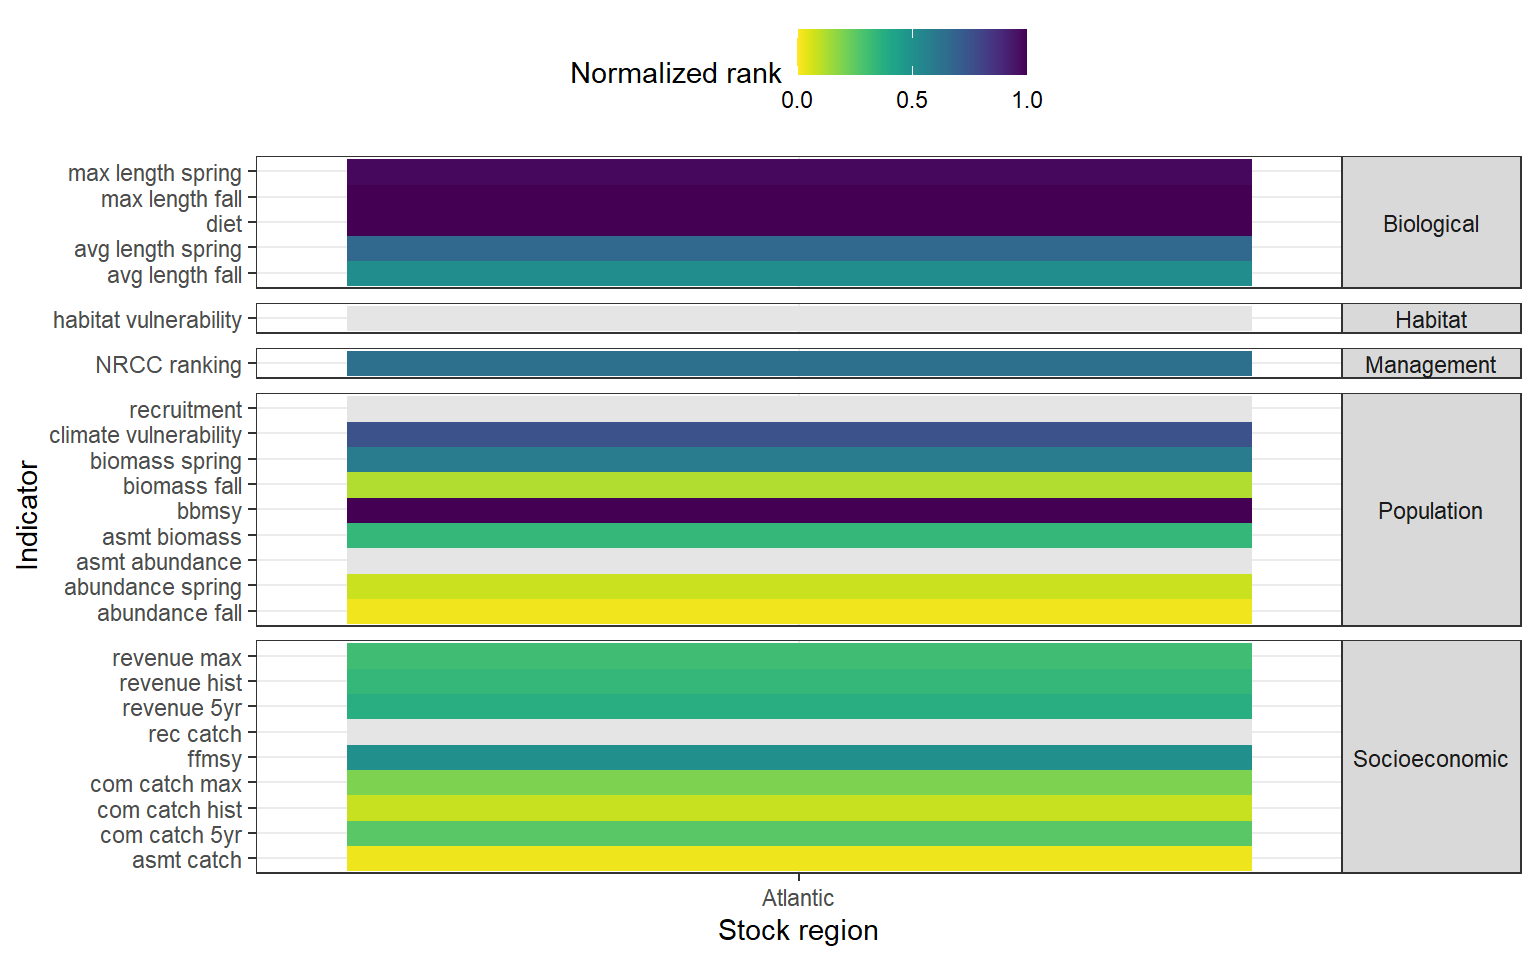 Normalized rank
0.0 0.5 1.0
max length spring
max length fall
diet
avg length spring
avg length fall
Biological
habitat vulnerability
Habitat
NRCC ranking
Management
recruitment
climate vulnerability
biomass spring
biomass fall
bbmsy
asmt biomass
asmt abundance
abundance spring
abundance fall
Population
revenue max
revenue hist
revenue 5yr
rec catch
ffmsy
com catch max
com catch hist
com catch 5yr
asmt catch
Socioeconomic
Indicator
Atlantic
Stock region